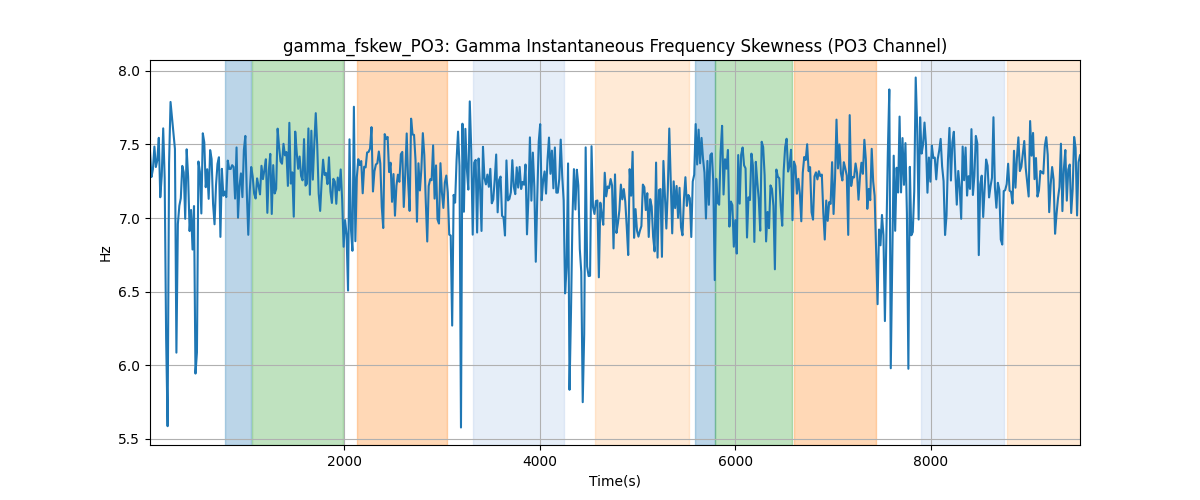 gamma_fskew_PO3: Gamma Instantaneous Frequency Skewness (PO3 Channel)
8.0
7.5
7.0
6.5
6.0
5.5
Hz
2000 4000 6000 8000
Time(s)